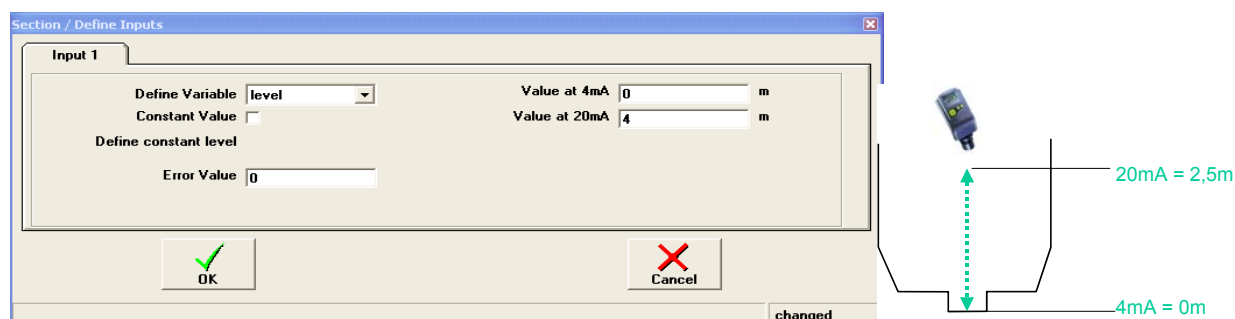 Section / Define Inputs
Input 1
Define Variable level
Value at 4mA 0 m
Constant Value
Value at 20mA 4 m
Define constant level
Error Value 0
OK
Cancel
changed
20mA = 2,5m
4mA = 0m